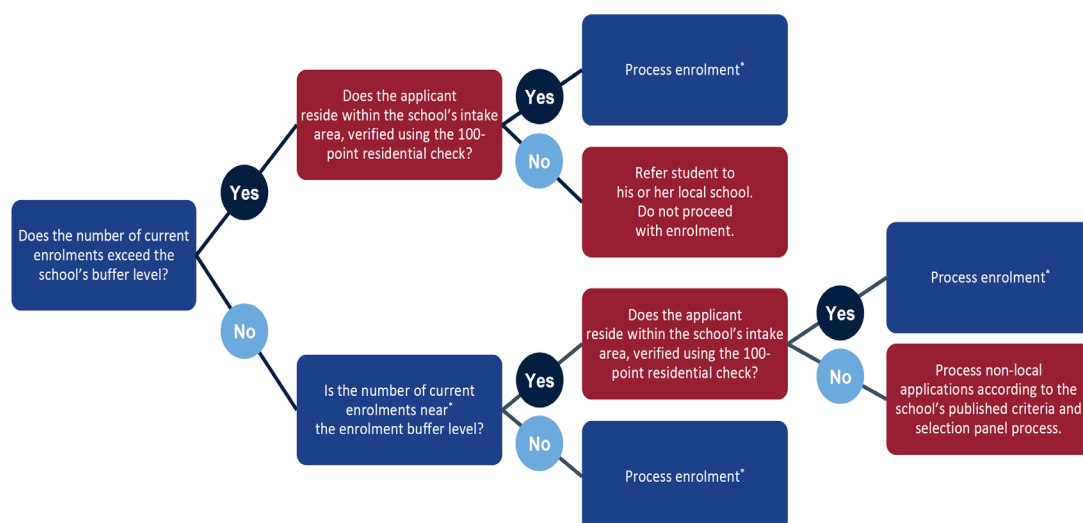 Does the number of current
enrolments exceed the
school's buffer level?
Yes
Does the applicant
reside within the school's intake
area, verified using the 100-
point residential check?
Yes
Process enrolment*
No
Refer student to
his or her local school.
Do not proceed
with enrolment.
No
Is the number of current
enrolments near*
the enrolment buffer level?
Yes
Does the applicant
reside within the school's intake
area, verified using the 100-
point residential check?
Yes
Process enrolment*
No
Process non-local
applications according to the
school's published criteria and
selection panel process.
No
Process enrolment*